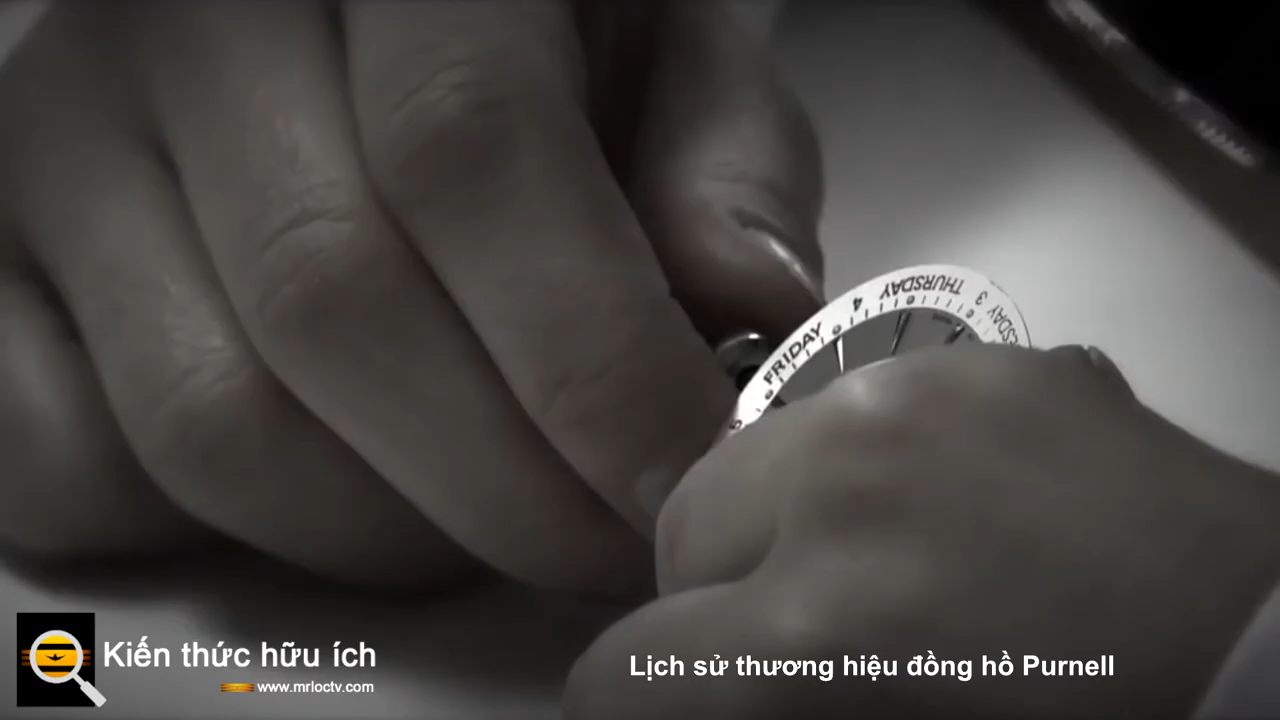 THURSDAY
3
4
FRIDAY
Kiến thức hữu ích
www.mrloctv.com
Lịch sử thương hiệu đồng hồ Purnell